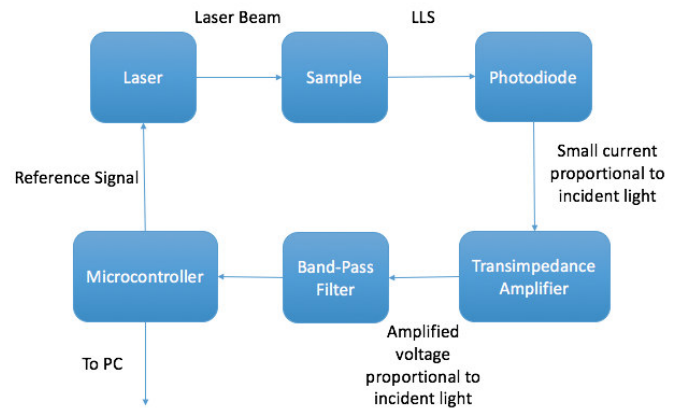 Laser Beam
LLS
Laser
Sample
Photodiode
Small current
proportional to
incident light
Reference Signal
Microcontroller
Band-Pass
Filter
Transimpedance
Amplifier
Amplified
voltage
proportional to
incident light
To PC